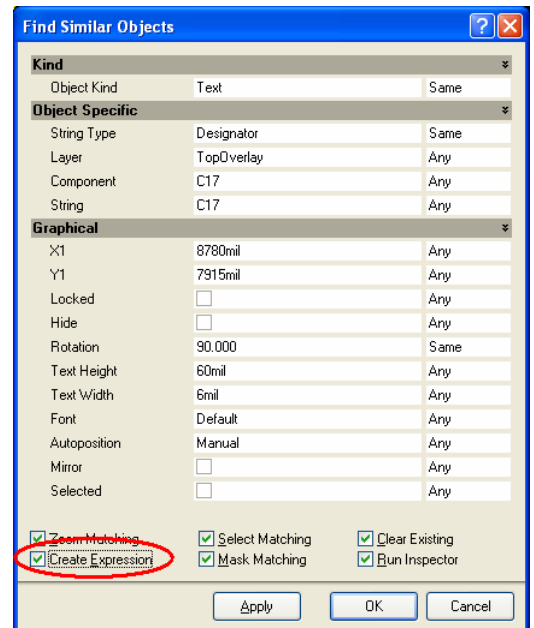 Find Similar Objects
Kind
Object Kind Text Same
Object Specific
String Type Designator Same
Layer TopOverlay Any
Component C17 Any
String C17 Any
Graphical
X1 8780mil Any
Y1 7915mil Any
Locked Any
Hide Any
Rotation 90.000 Same
Text Height 60mil Any
Text Width 6mil Any
Font Default Any
Autoposition Manual Any
Mirror Any
Selected Any
Zoom Matching Select Matching Clear Existing
Create Expression Mask Matching Run Inspector
Apply OK Cancel